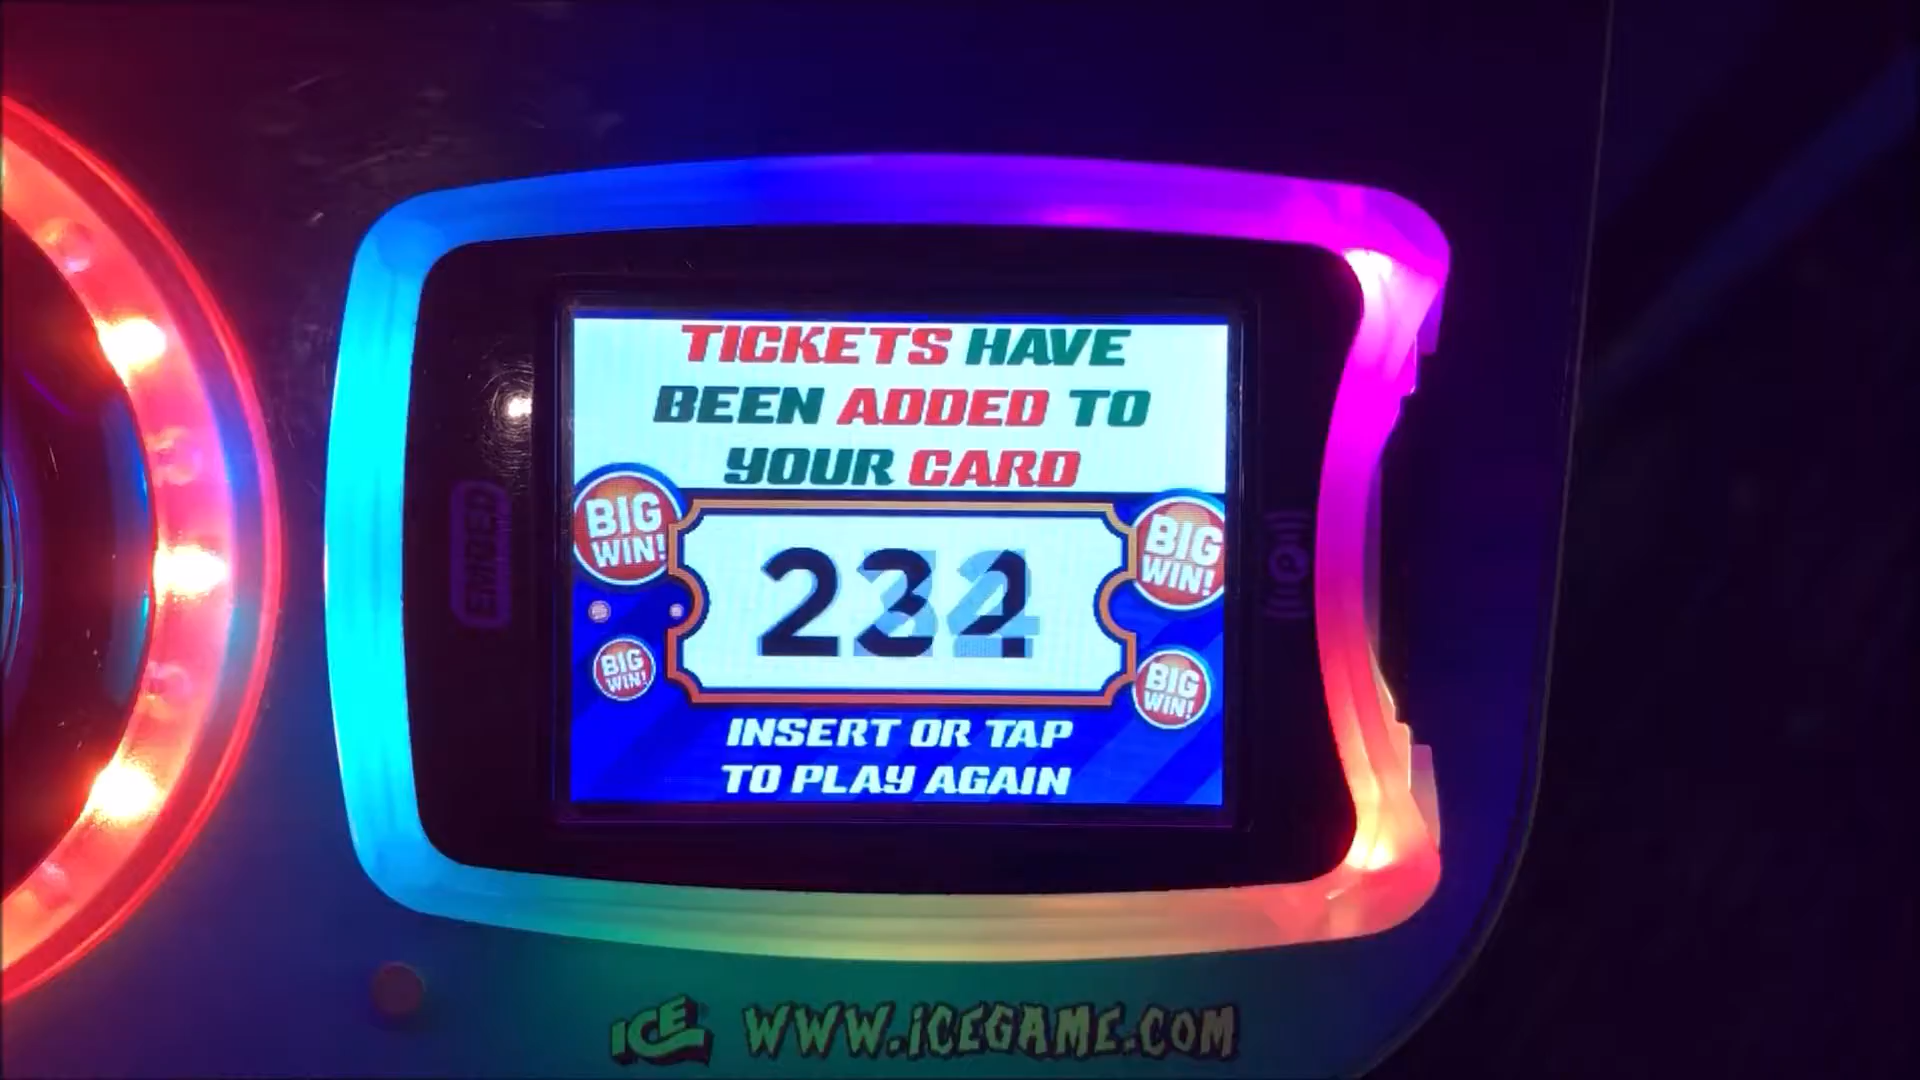 TICKETS HAVE
BEEN ADDED TO
YOUR CARD
BIG
WIN!
BIG
WIN!
BIG
WIN!
BIG
WIN!
INSERT OR TAP
TO PLAY AGAIN
EMBED
ICE WWW.ICEGAME.COM